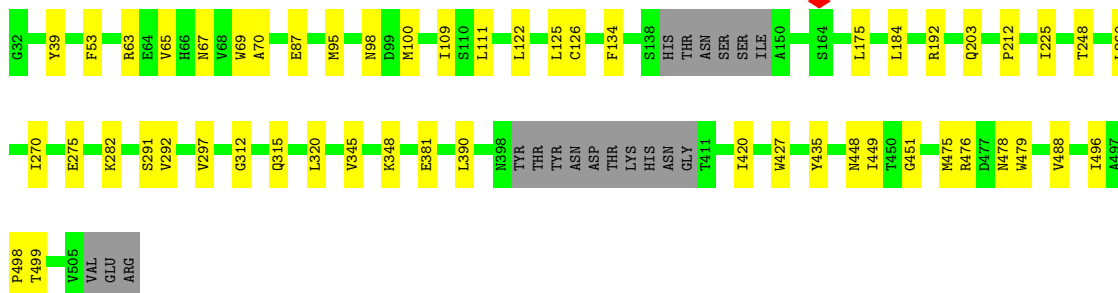 G32 Y39 F53 R63 E64 V65 H66 N67 V68 W69 A70 E87 M95 N98 D99 M100 I109 S110 L111 L122 L125 C126 F134 S138 HIS THR ASN SER SER ILE A150 S164 L175 L184 R192 Q203 P212 I225 T248
I270 E275 K282 S291 V292 V297 G312 Q315 L320 V345 K348 E381 L390 N398 TYR THR TYR ASN ASP THR LYS HIS ASN GLY T411 I420 W427 Y435 N448 I449 T450 G451 M475 R476 D477 N478 W479 V488 I496 A497
P498 T499 V505 VAL GLU ARG